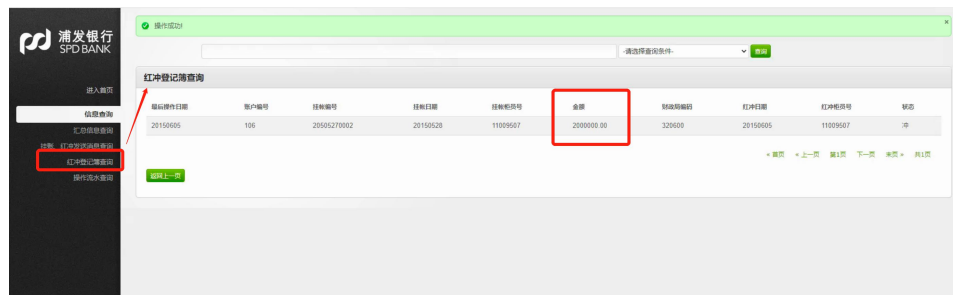 操作成功!
浦发银行
SPD BANK
-请选择查询条件-
查询
进入首页
信息查询
汇总信息查询
挂账、红冲发送消息查询
红冲登记簿查询
操作流水查询
红冲登记簿查询
最后操作日期 账户编号 挂帐编号 挂帐日期 挂帐柜员号 金额 财政局编码 红冲日期 红冲柜员号 状态
20150605 106 20505270002 20150528 11009507 2000000.00 320600 20150605 11009507 冲
« 首页 « 上一页 第1页 下一页 末页 » 共1页
返回上一页